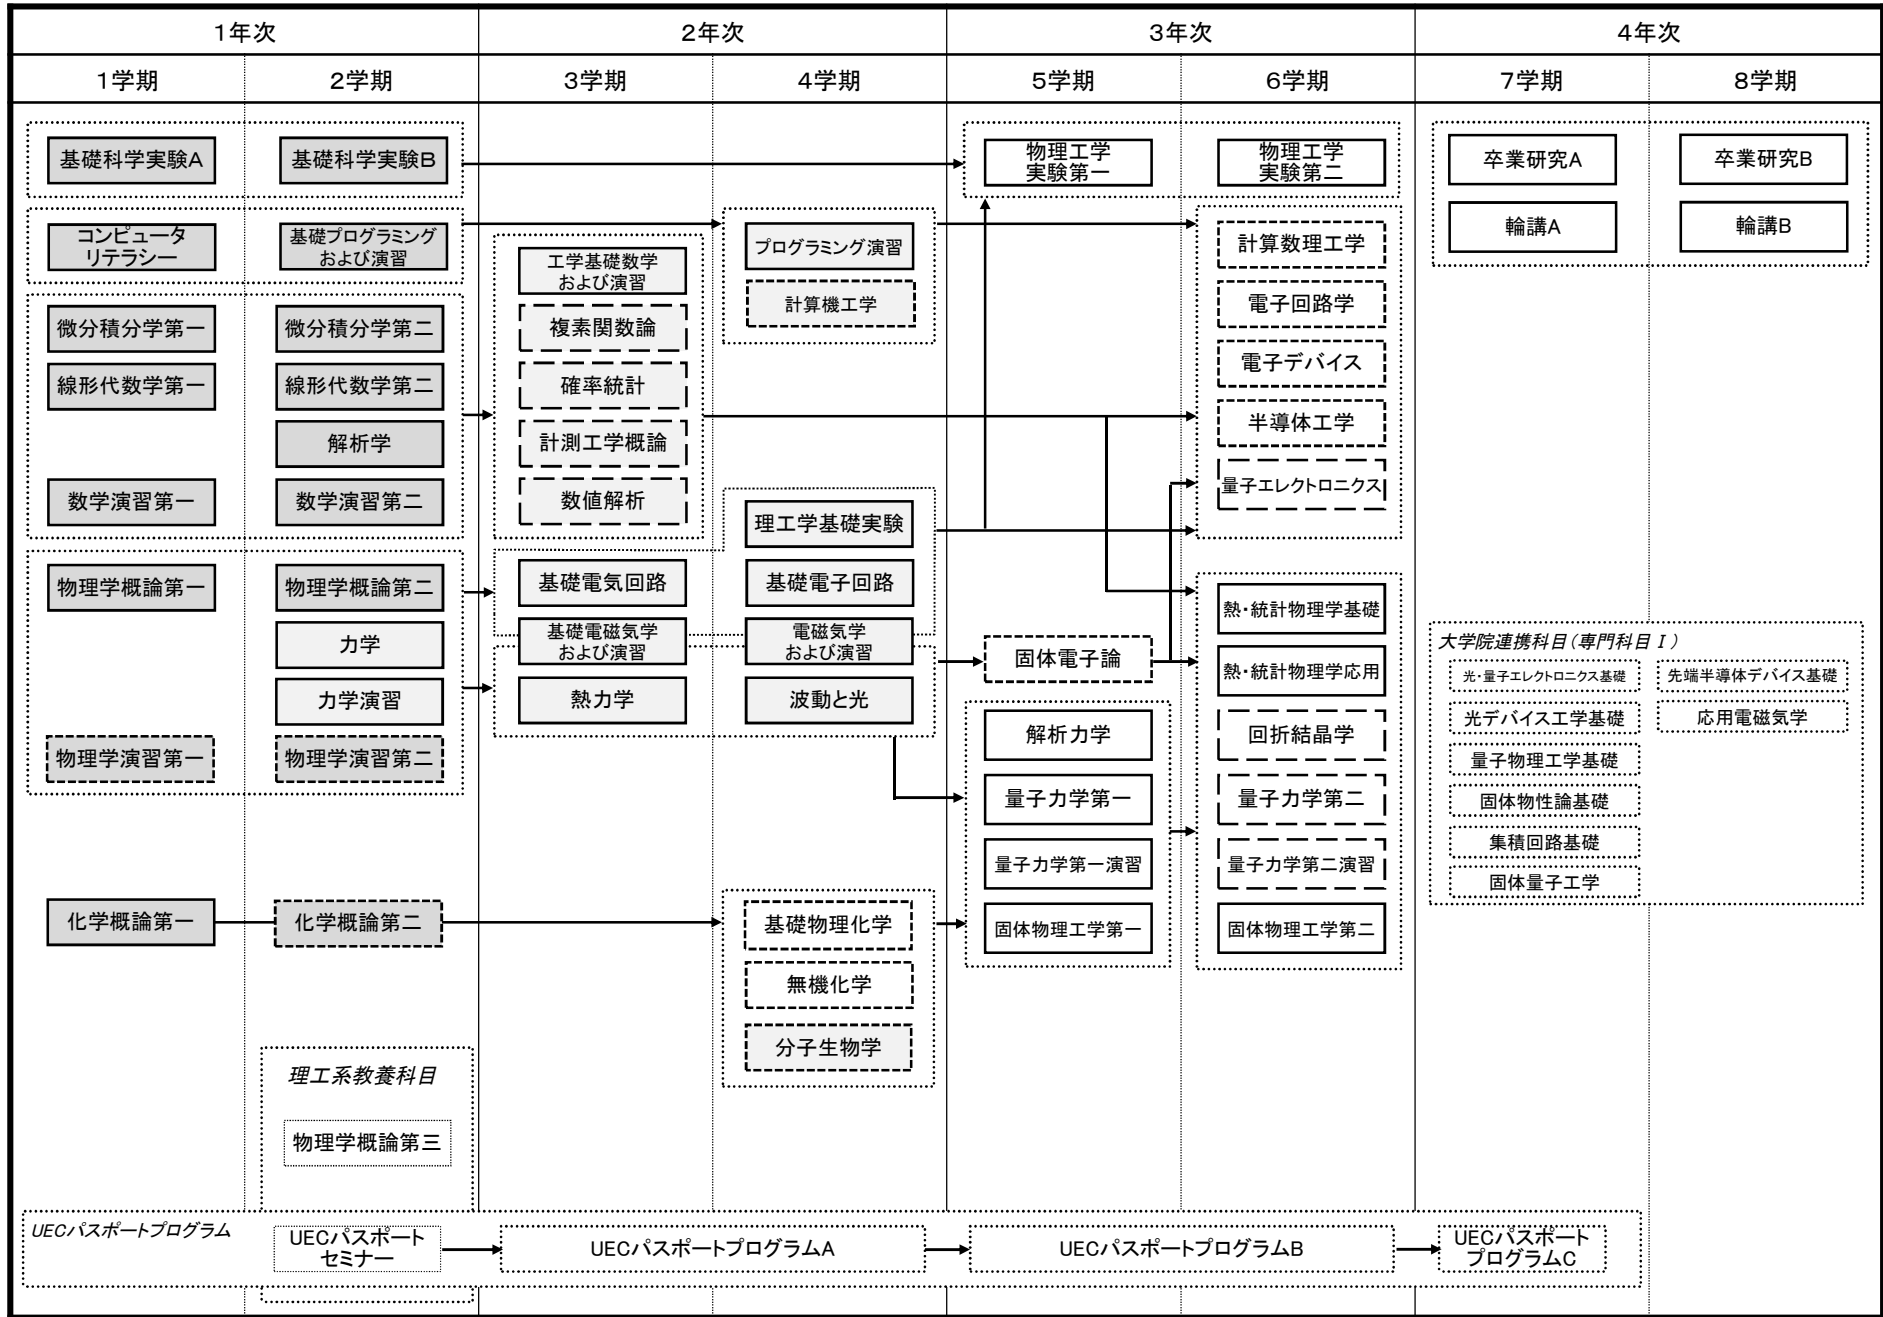 1年次
2年次
3年次
4年次
1学期
2学期
3学期
4学期
5学期
6学期
7学期
8学期
基礎科学実験A
基礎科学実験B
物理工学
実験第一
物理工学
実験第二
卒業研究A
卒業研究B
輪講A
輪講B
コンピュータ
リテラシー
基礎プログラミング
および演習
工学基礎数学
および演習
プログラミング演習
計算数理工学
計算機工学
電子回路学
微分積分学第一
微分積分学第二
複素関数論
電子デバイス
線形代数学第一
線形代数学第二
確率統計
半導体工学
解析学
計測工学概論
量子エレクトロニクス
数学演習第一
数学演習第二
数値解析
理工学基礎実験
物理学概論第一
物理学概論第二
基礎電気回路
基礎電子回路
熱・統計物理学基礎
力学
基礎電磁気学
および演習
電磁気学
および演習
固体電子論
熱・統計物理学応用
力学演習
熱力学
波動と光
解析力学
回折結晶学
物理学演習第一
物理学演習第二
量子力学第一
量子力学第二
量子力学第一演習
量子力学第二演習
固体物理工学第一
固体物理工学第二
大学院連携科目(専門科目Ⅰ)
光・量子エレクトロニクス基礎
先端半導体デバイス基礎
光デバイス工学基礎
応用電磁気学
量子物理工学基礎
固体物性論基礎
集積回路基礎
固体量子工学
化学概論第一
化学概論第二
基礎物理化学
無機化学
分子生物学
理工系教養科目
物理学概論第三
UECパスポートプログラム
UECパスポート
セミナー
UECパスポートプログラムA
UECパスポートプログラムB
UECパスポート
プログラムC